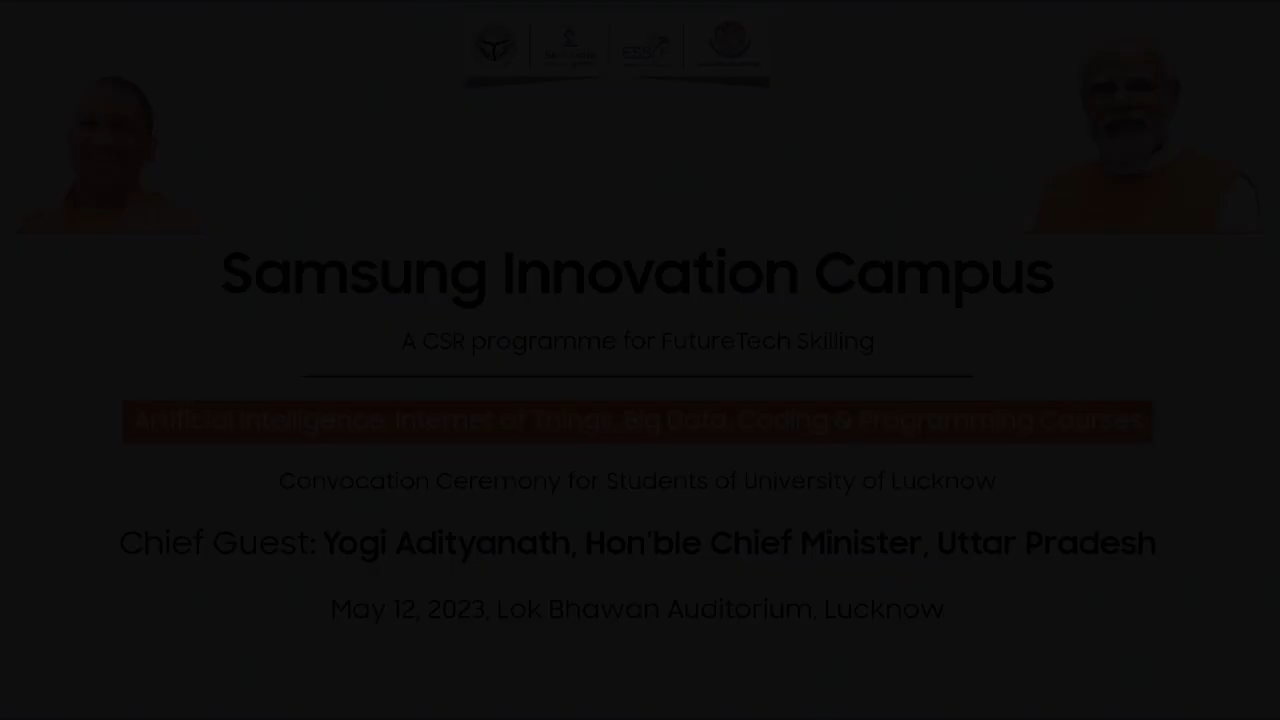 ESSCI
Samsung Innovation Campus
A CSR programme for FutureTech Skilling
Artificial Intelligence, Internet of Things, Big Data, Coding & Programming Courses
Convocation Ceremony for Students of University of Lucknow
Chief Guest: Yogi Adityanath, Hon'ble Chief Minister, Uttar Pradesh
May 12, 2023, Lok Bhawan Auditorium, Lucknow